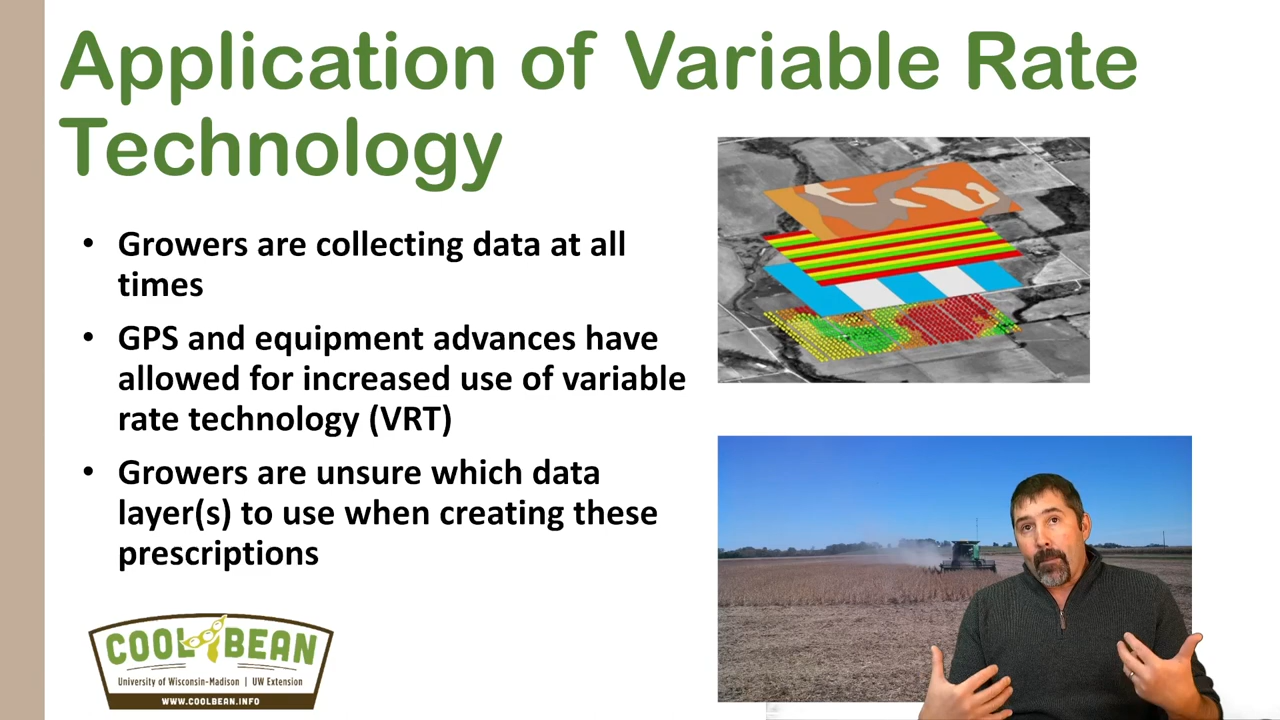 Application of Variable Rate
Technology
• Growers are collecting data at all
times
• GPS and equipment advances have
allowed for increased use of variable
rate technology (VRT)
• Growers are unsure which data
layer(s) to use when creating these
prescriptions
COOL BEAN
University of Wisconsin-Madison | UW Extension
WWW.COOLBEAN.INFO